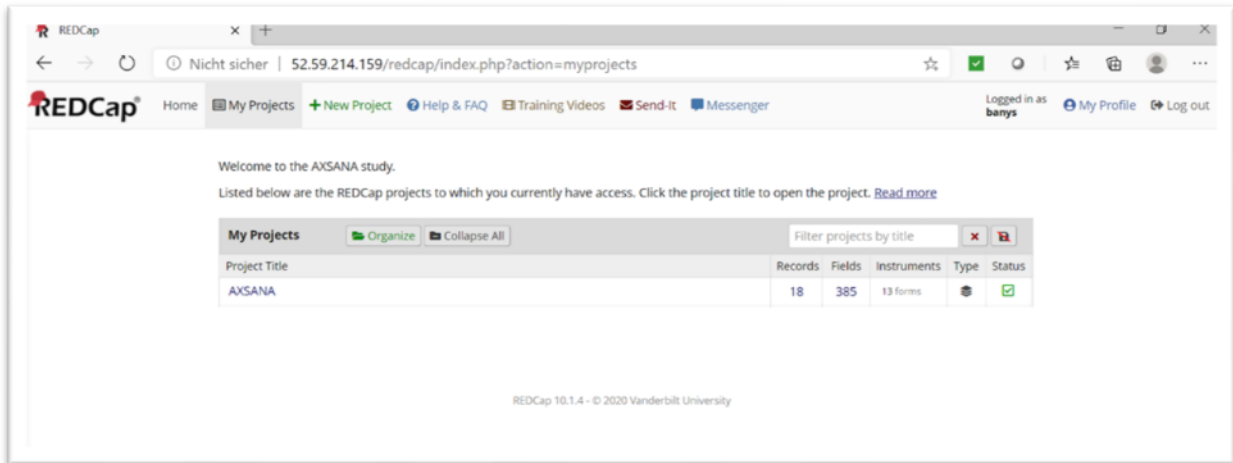 REDCap
Nicht sicher | 52.59.214.159/redcap/index.php?action=myprojects
REDCap® Home My Projects +New Project Help & FAQ Training Videos Send-It Messenger Logged in as banys My Profile Log out
Welcome to the AXSANA study.
Listed below are the REDCap projects to which you currently have access. Click the project title to open the project. Read more
My Projects Organize Collapse All Filter projects by title
Project Title Records Fields Instruments Type Status
AXSANA 18 385 13 forms
REDCap 10.1.4 - © 2020 Vanderbilt University